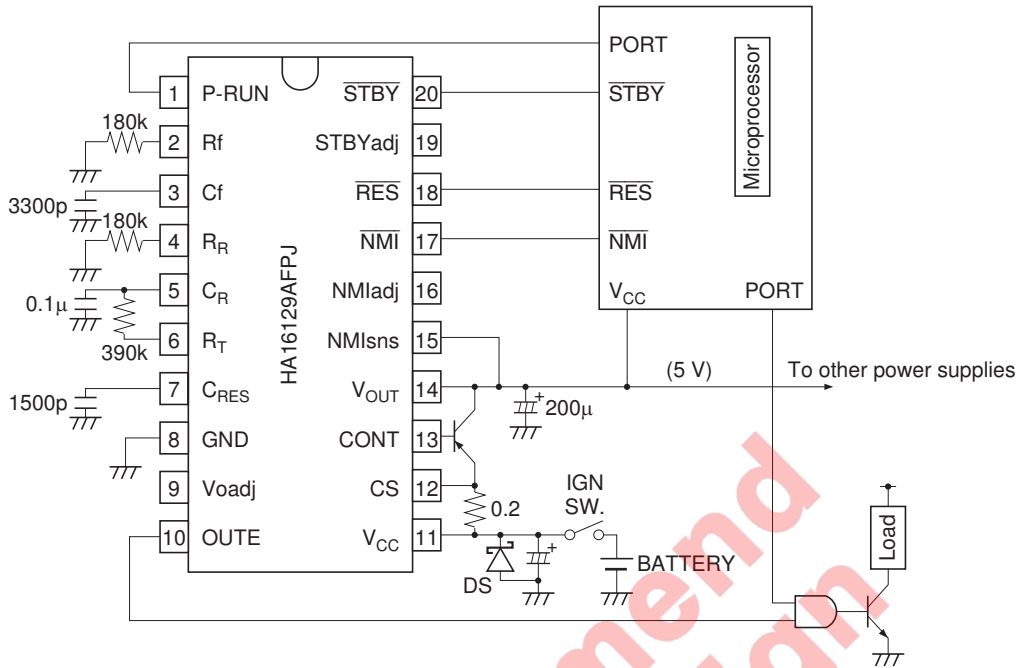 PORT
1 P-RUN
STBY 20
STBY
180k
2 Rf
STBYadj 19
Microprocessor
3300p
3 Cf
RES 18
RES
180k
4 RR
NMI 17
NMI
HA16129AFPJ
0.1μ
5 CR
NMIadj 16
VCC
PORT
390k
6 RT
NMIsns 15
1500p
7 CRES
VOUT 14
(5 V)
To other power supplies
+
200μ
8 GND
CONT 13
9 Voadj
CS 12
0.2
IGN
SW.
10 OUTE
VCC 11
+
DS
BATTERY
Load
mend
sign